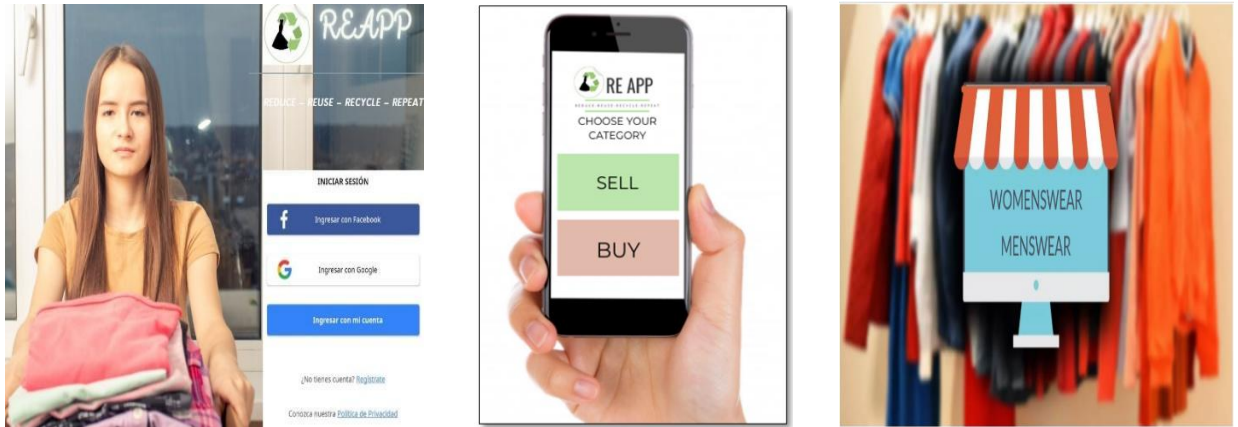 REAPP
REDUCE – REUSE – RECYCLE – REPEAT
INICIAR SESIÓN
Ingresar con Facebook
Ingresar con Google
Ingresar con mi cuenta
¿No tienes cuenta? Regístrate
Conozca nuestra Política de Privacidad
RE APP
REDUCE REUSE RECYCLE REPEAT
CHOOSE YOUR
CATEGORY
SELL
BUY
WOMENSWEAR
MENSWEAR